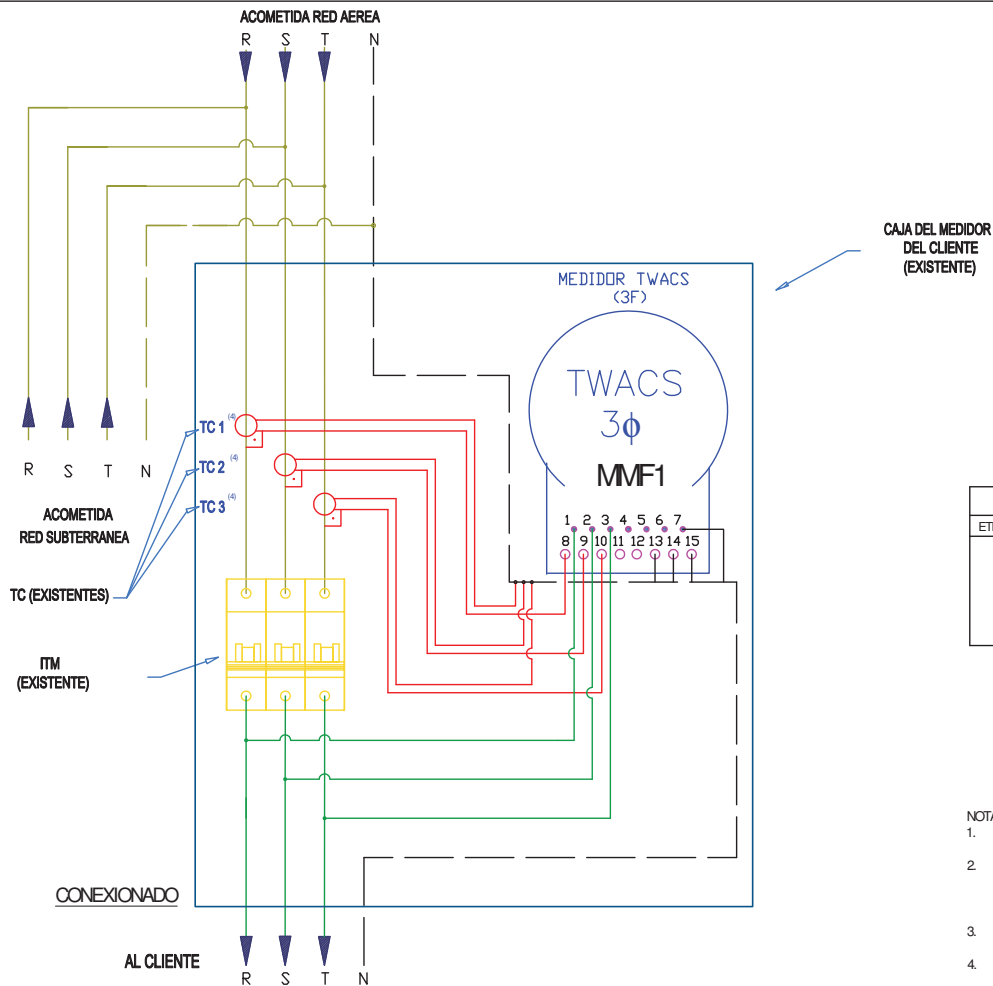 ACOMETIDA RED AEREA
R S T N
CAJA DEL MEDIDOR
DEL CLIENTE
(EXISTENTE)
MEDIDOR TWACS
(3F)
TWACS
3ϕ
MMF1
TC 1 (4)
TC 2 (4)
TC 3 (4)
R S T N
ACOMETIDA
RED SUBTERRANEA
1 2 3 4 5 6 7
8 9 10 11 12 13 14 15
TC (EXISTENTES)
ITM
(EXISTENTE)
CONEXIONADO
AL CLIENTE
R S T N
1.
2.
3.
4.